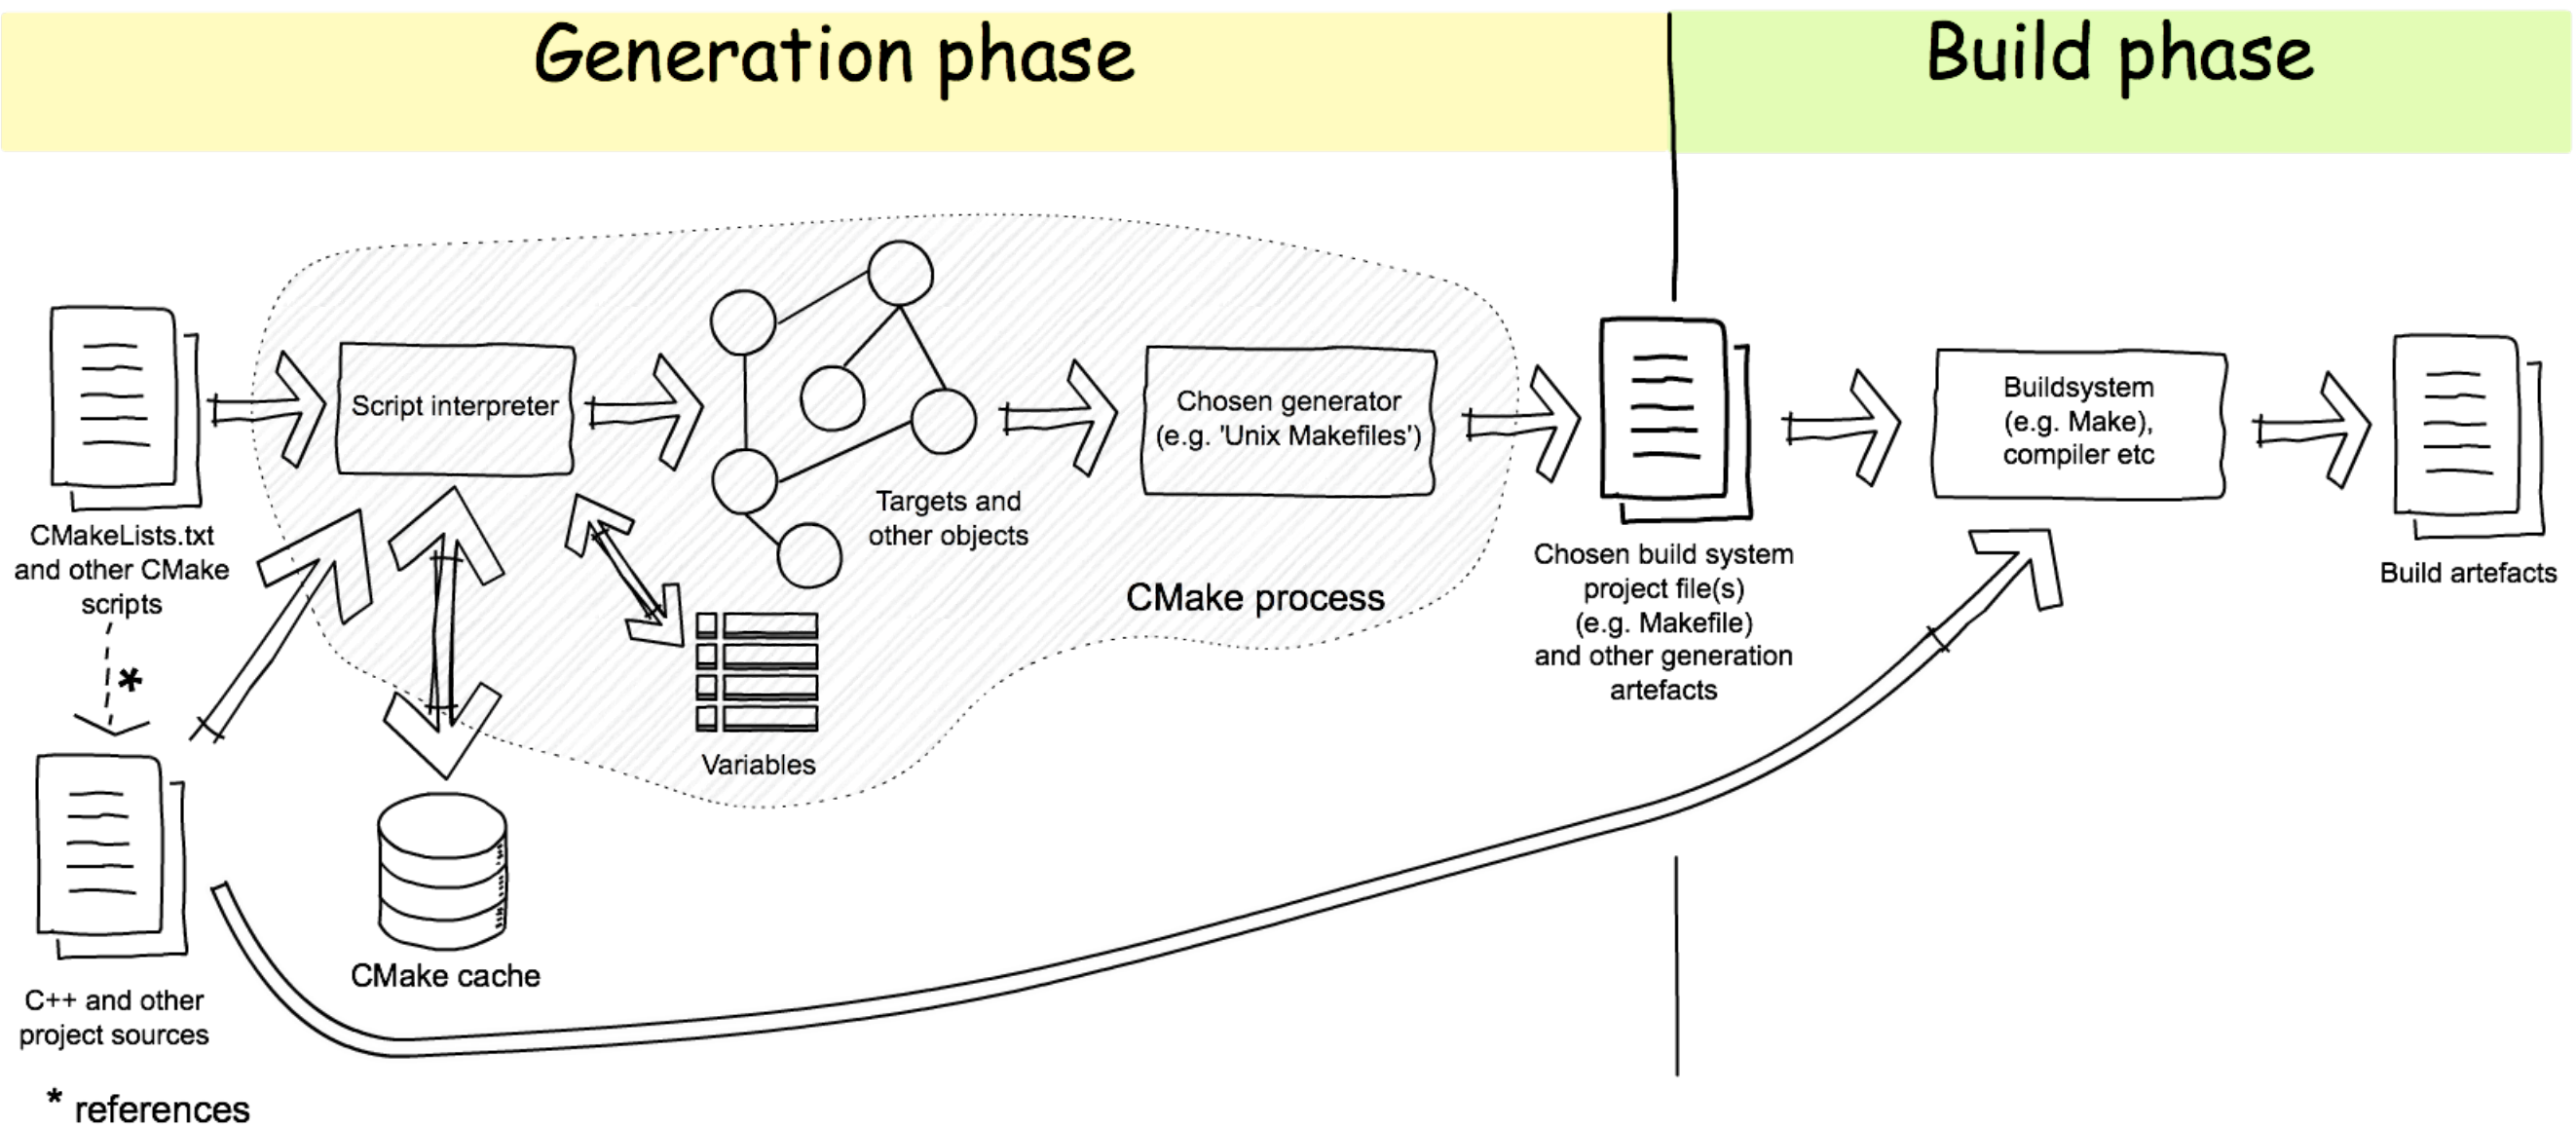 Generation phase
Build phase
CMakeLists.txt
and other CMake
scripts
*
Script interpreter
Targets and
other objects
Chosen generator
(e.g. 'Unix Makefiles')
CMake process
Variables
CMake cache
C++ and other
project sources
* references
Chosen build system
project file(s)
(e.g. Makefile)
and other generation
artefacts
Buildsystem
(e.g. Make),
compiler etc
Build artefacts